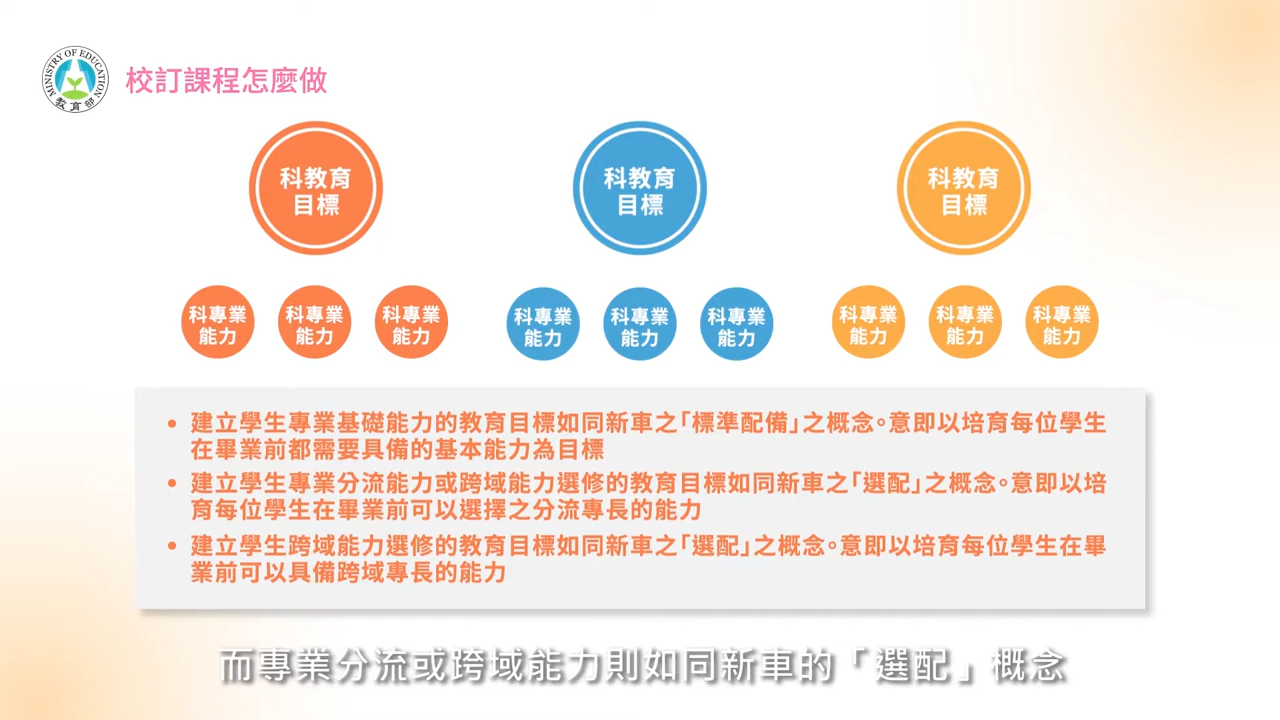 MINISTRY OF EDUCATION
教育部
校訂課程怎麼做
科教育
目標
科教育
目標
科教育
目標
科專業
能力
科專業
能力
科專業
能力
科專業
能力
科專業
能力
科專業
能力
科專業
能力
科專業
能力
科專業
能力
• 建立學生專業基礎能力的教育目標如同新車之「標準配備」之概念。意即以培育每位學生
在畢業前都需要具備的基本能力為目標
• 建立學生專業分流能力或跨域能力選修的教育目標如同新車之「選配」之概念。意即以培
育每位學生在畢業前可以選擇之分流專長的能力
• 建立學生跨域能力選修的教育目標如同新車之「選配」之概念。意即以培育每位學生在畢
業前可以具備跨域專長的能力
而專業分流或跨域能力則如同新車的「選配」概念